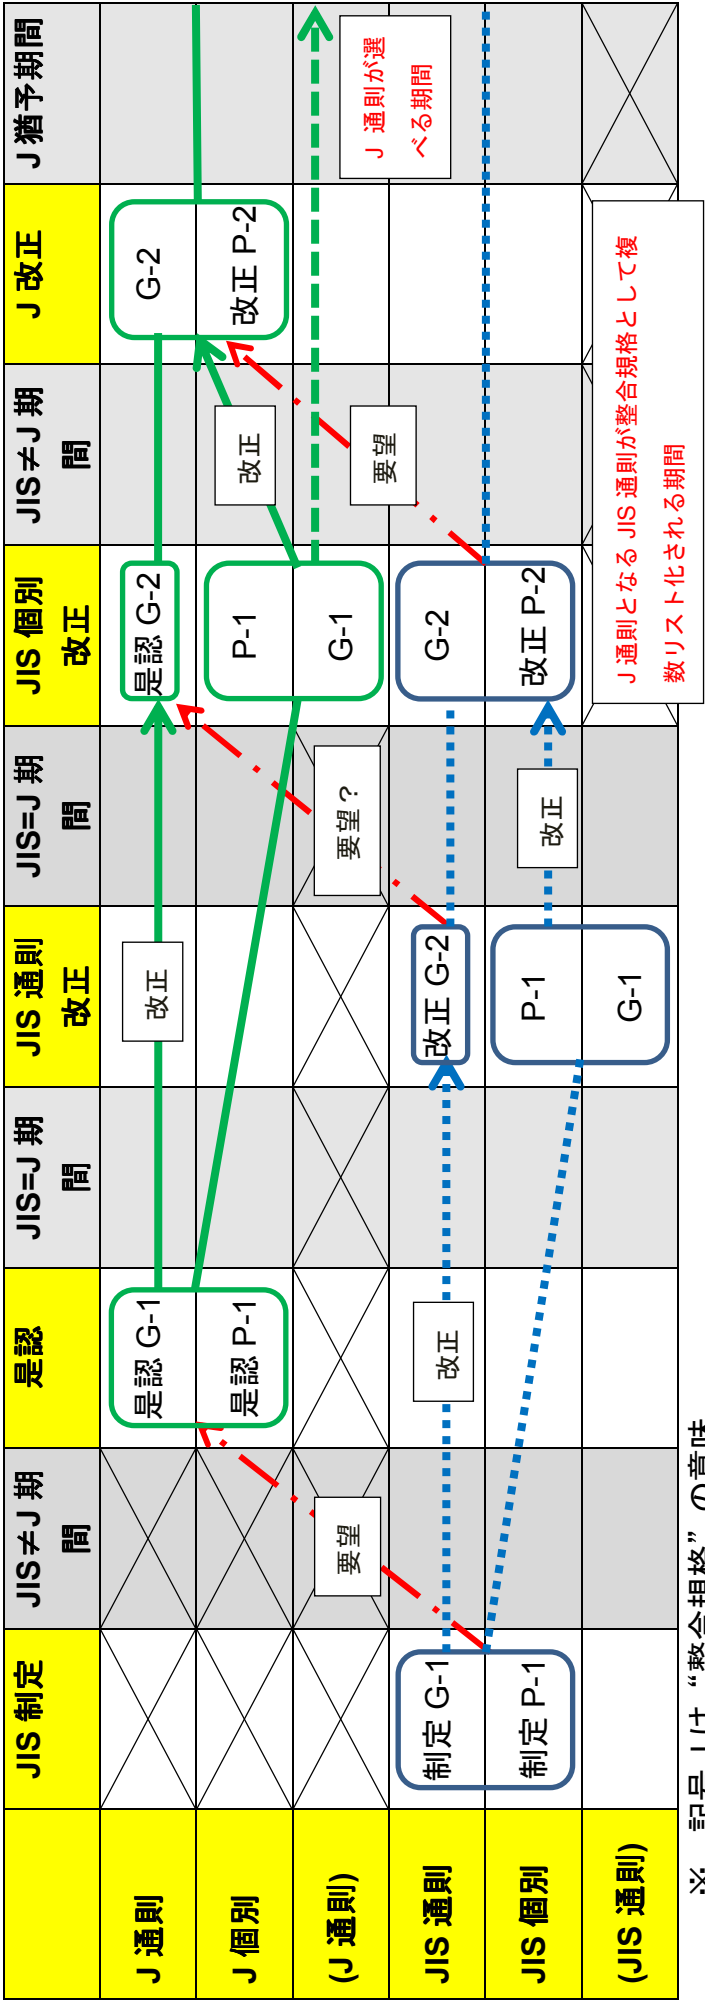 JIS 制定
JIS≠J 期
間
是認
JIS=J 期
間
JIS 通則
改正
JIS=J 期
間
JIS 個別
改正
JIS≠J 期
間
J 改正
J 猶予期間
J 通則
是認 G-1
改正
是認 G-2
G-2
J 個別
是認 P-1
P-1
改正
改正 P-2
(J 通則)
要望
要望？
G-1
要望
J 通則が選
べる期間
JIS 通則
制定 G-1
改正
改正 G-2
G-2
JIS 個別
制定 P-1
P-1
改正
改正 P-2
(JIS 通則)
G-1
J 通則となる JIS 通則が整合規格として複
数リスト化される期間
※ 記号 J は “整合規格” の意味